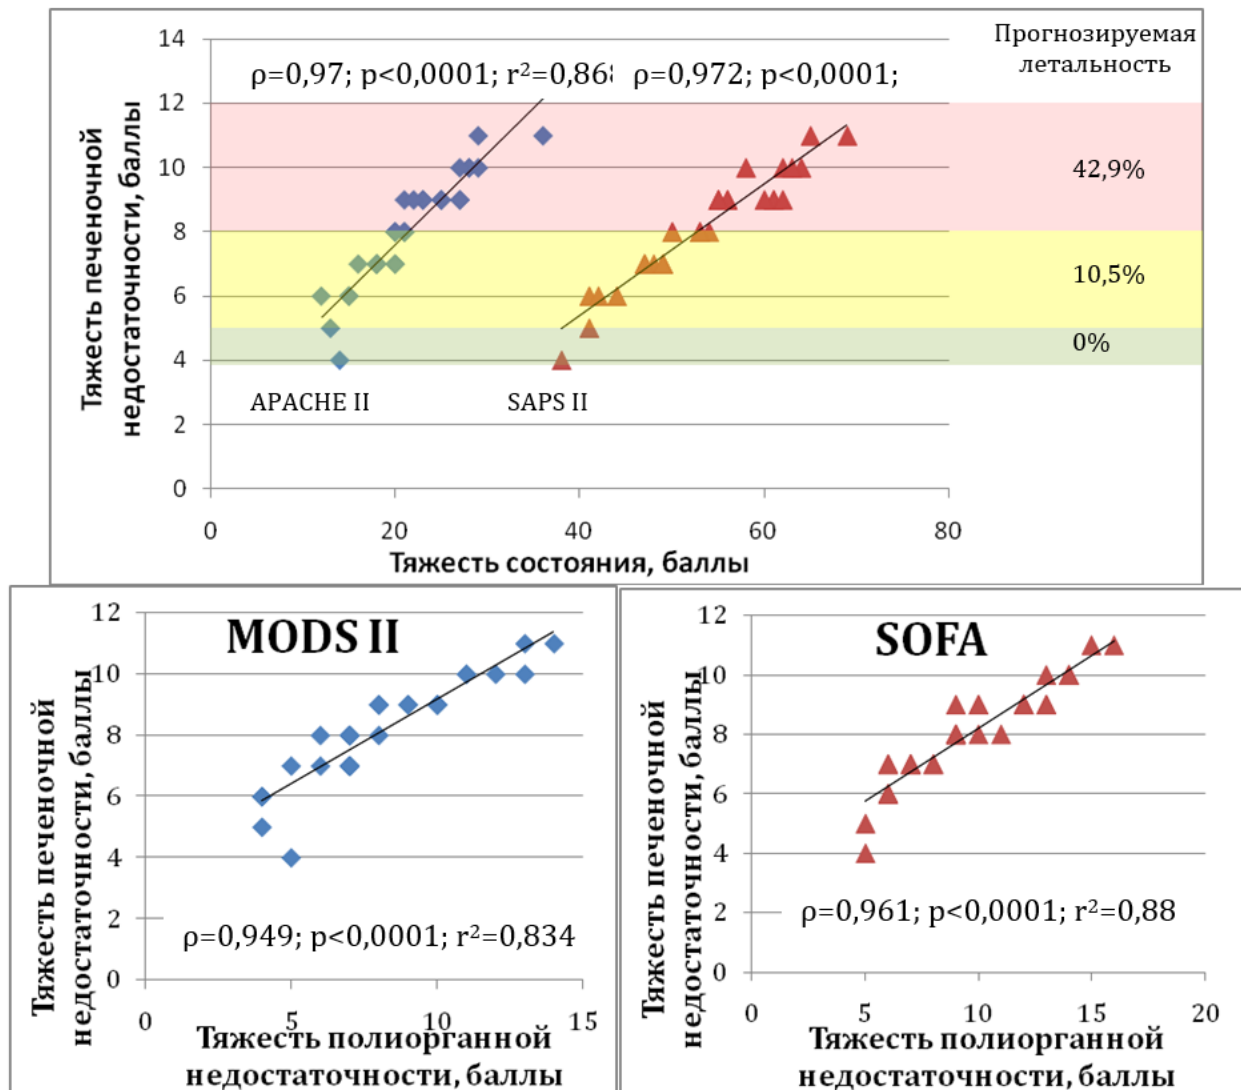 Прогнозируемая
летальность
ρ=0,97; p<0,0001; r²=0,868
ρ=0,972; p<0,0001;
Тяжесть печеночной
недостаточности, баллы
14
12
10
8
6
4
2
0
42,9%
10,5%
0%
APACHE II
SAPS II
0 20 40 60 80
Тяжесть состояния, баллы
MODS II
Тяжесть печеночной
недостаточности, баллы
12
10
8
6
4
2
0
ρ=0,949; p<0,0001; r²=0,834
0 5 10 15
Тяжесть полиорганной
недостаточности, баллы
SOFA
Тяжесть печеночной
недостаточности, баллы
12
10
8
6
4
2
0
ρ=0,961; p<0,0001; r²=0,88
0 5 10 15 20
Тяжесть полиорганной
недостаточности, баллы